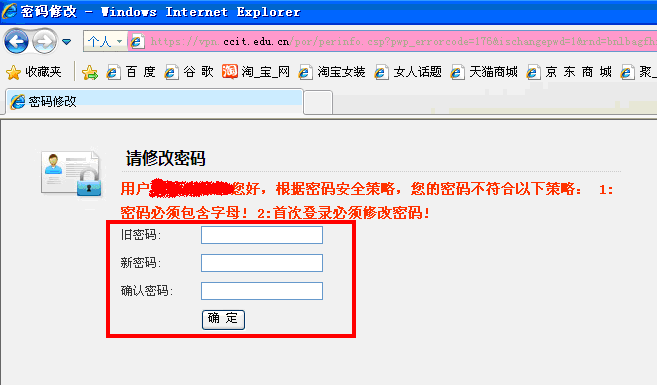 密码修改 - Windows Internet Explorer
个人 https://vpn.ccit.edu.cn/por/perinfo.csp?pwp_errorcode=176&ischangepwd=1&rnd=bnlbagfh
收藏夹 百 度 谷 歌 淘_宝_网 淘宝女装 女人话题 天猫商城 京 东 商 城 聚_
密码修改
请修改密码
用户 您好，根据密码安全策略，您的密码不符合以下策略： 1:
密码必须包含字母！2:首次登录必须修改密码！
旧密码:
新密码:
确认密码:
确 定